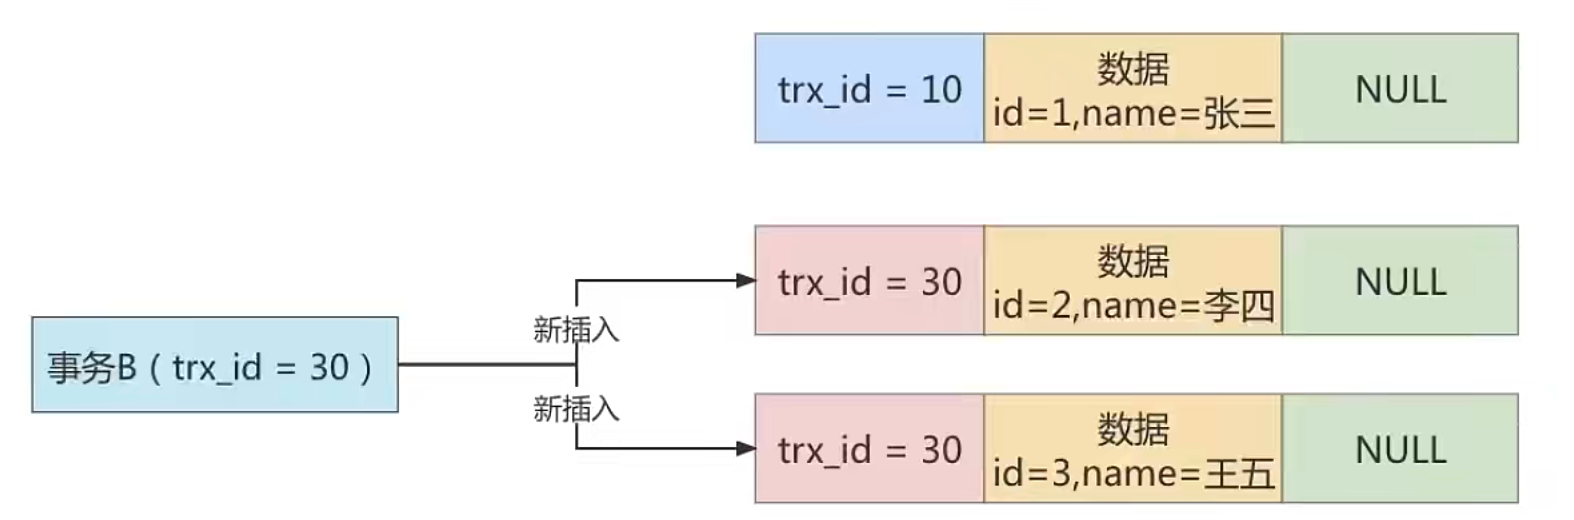 trx_id = 10
数据
id=1,name=张三
NULL
trx_id = 30
数据
id=2,name=李四
NULL
新插入
事务B ( trx_id = 30 )
新插入
trx_id = 30
数据
id=3,name=王五
NULL